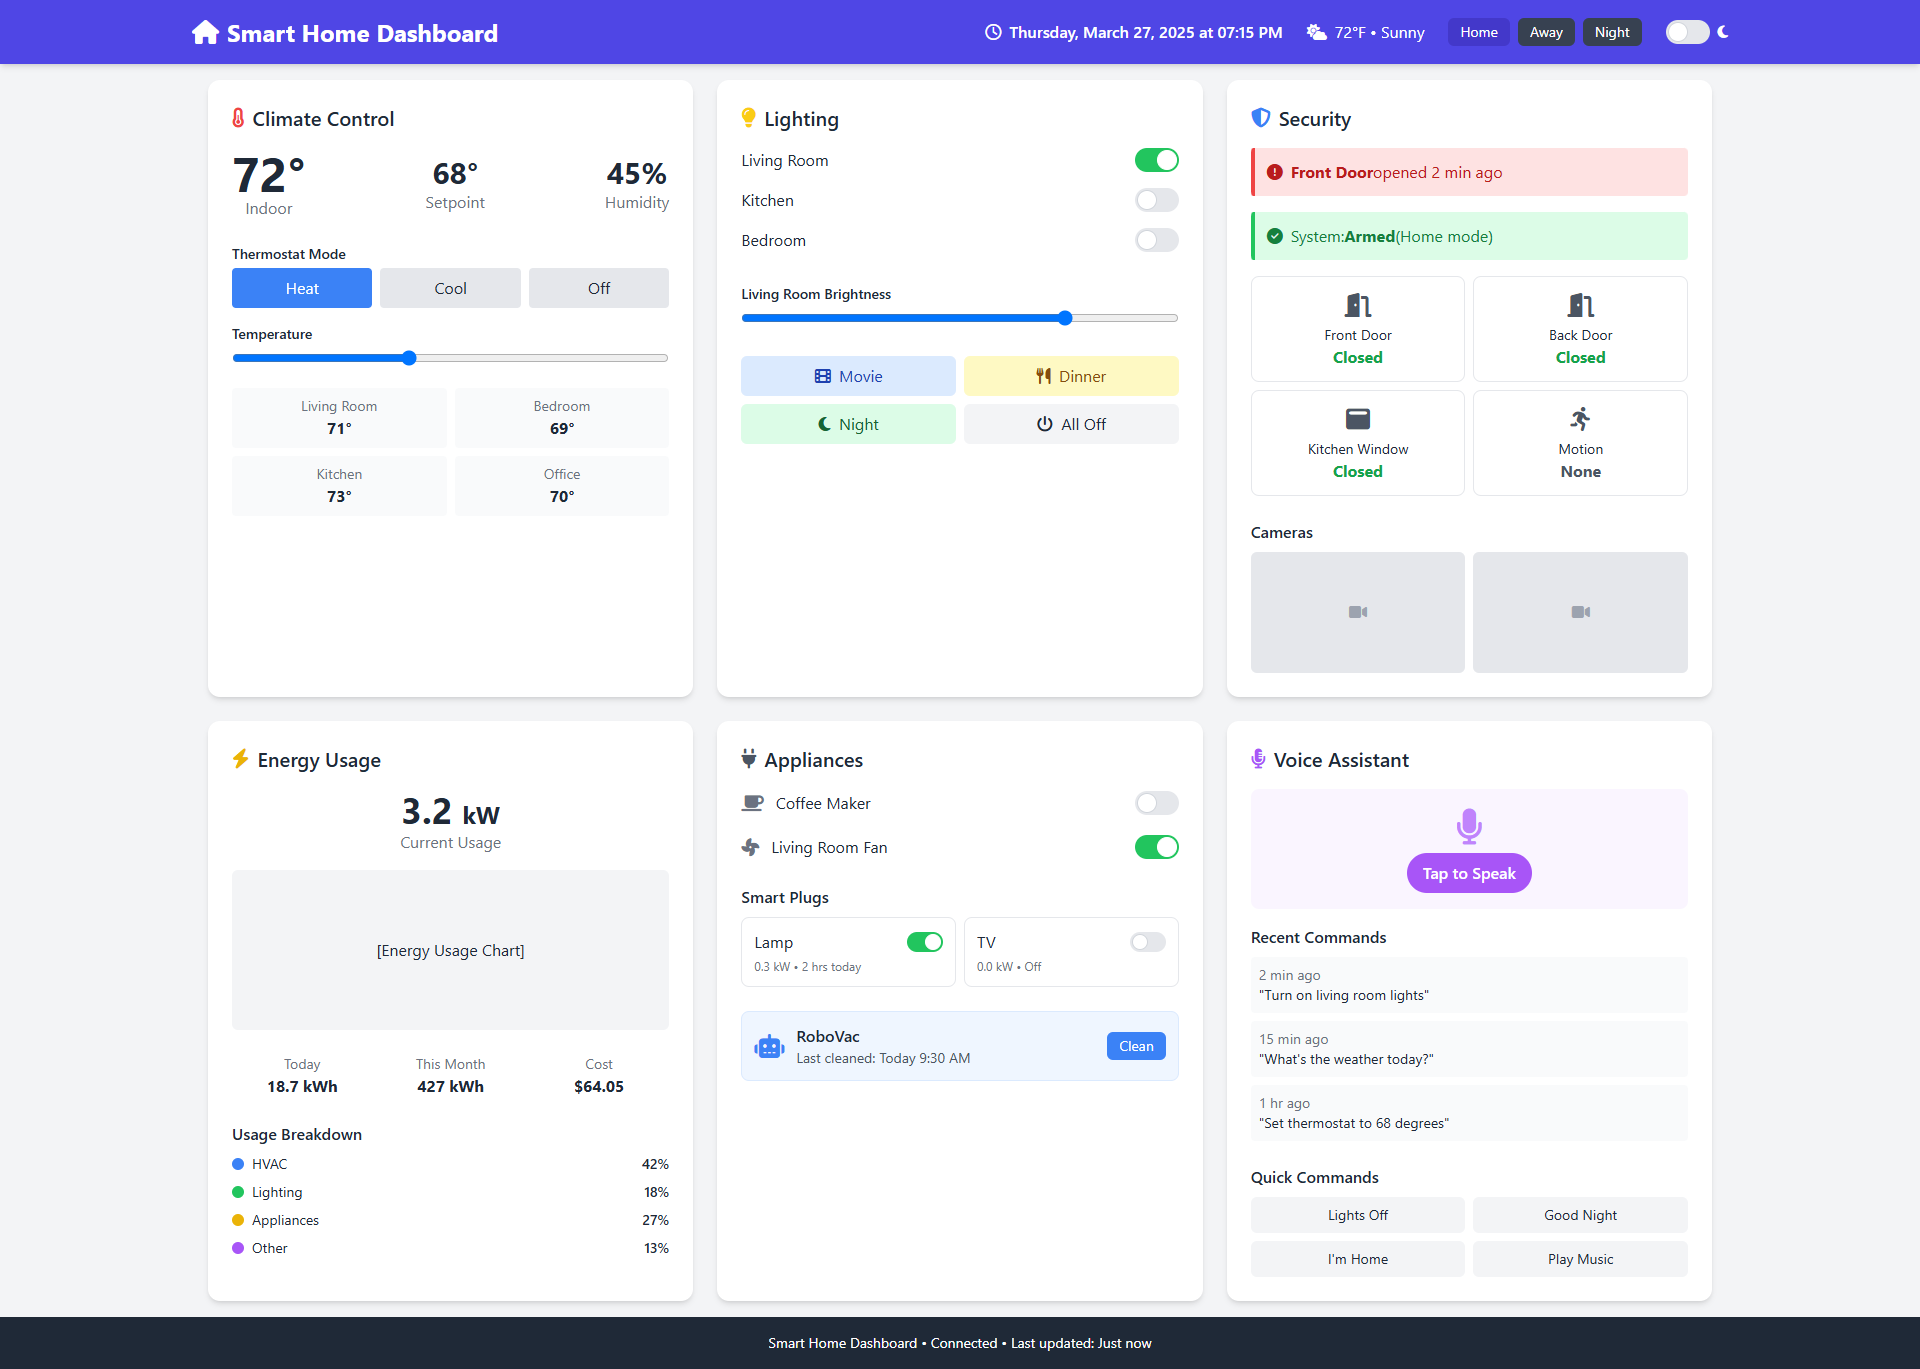 Smart Home Dashboard
Thursday, March 27, 2025 at 07:15 PM
72°F • Sunny
Home
Away
Night
Climate Control
72°
Indoor
68°
Setpoint
45%
Humidity
Thermostat Mode
Heat
Cool
Off
Temperature
Living Room
71°
Bedroom
69°
Kitchen
73°
Office
70°
Lighting
Living Room
Kitchen
Bedroom
Living Room Brightness
Movie
Dinner
Night
All Off
Security
Front Dooropened 2 min ago
System:Armed(Home mode)
Front Door
Closed
Back Door
Closed
Kitchen Window
Closed
Motion
None
Cameras
Energy Usage
3.2 kW
Current Usage
[Energy Usage Chart]
Today
18.7 kWh
This Month
427 kWh
Cost
$64.05
Usage Breakdown
HVAC 42%
Lighting 18%
Appliances 27%
Other 13%
Appliances
Coffee Maker
Living Room Fan
Smart Plugs
Lamp
0.3 kW • 2 hrs today
TV
0.0 kW • Off
RoboVac
Last cleaned: Today 9:30 AM
Clean
Voice Assistant
Tap to Speak
Recent Commands
2 min ago
"Turn on living room lights"
15 min ago
"What's the weather today?"
1 hr ago
"Set thermostat to 68 degrees"
Quick Commands
Lights Off
Good Night
I'm Home
Play Music
Smart Home Dashboard • Connected • Last updated: Just now